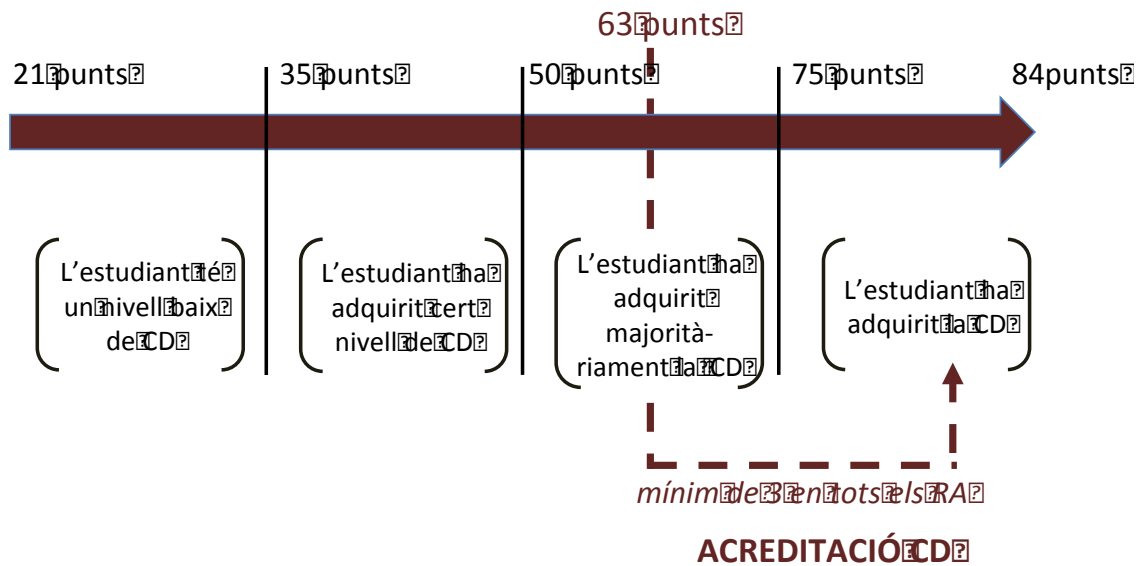 63 punts
21 punts
35 punts
50 punts
75 punts
84punts
L'estudiant té
un nivell baix
de CD
L'estudiant ha
adquirit cert
nivell de CD
L'estudiant ha
adquirit
majorità-
riament la CD
L'estudiant ha
adquirit la CD
mínim de 3 en tots els RA
ACREDITACIÓ CD